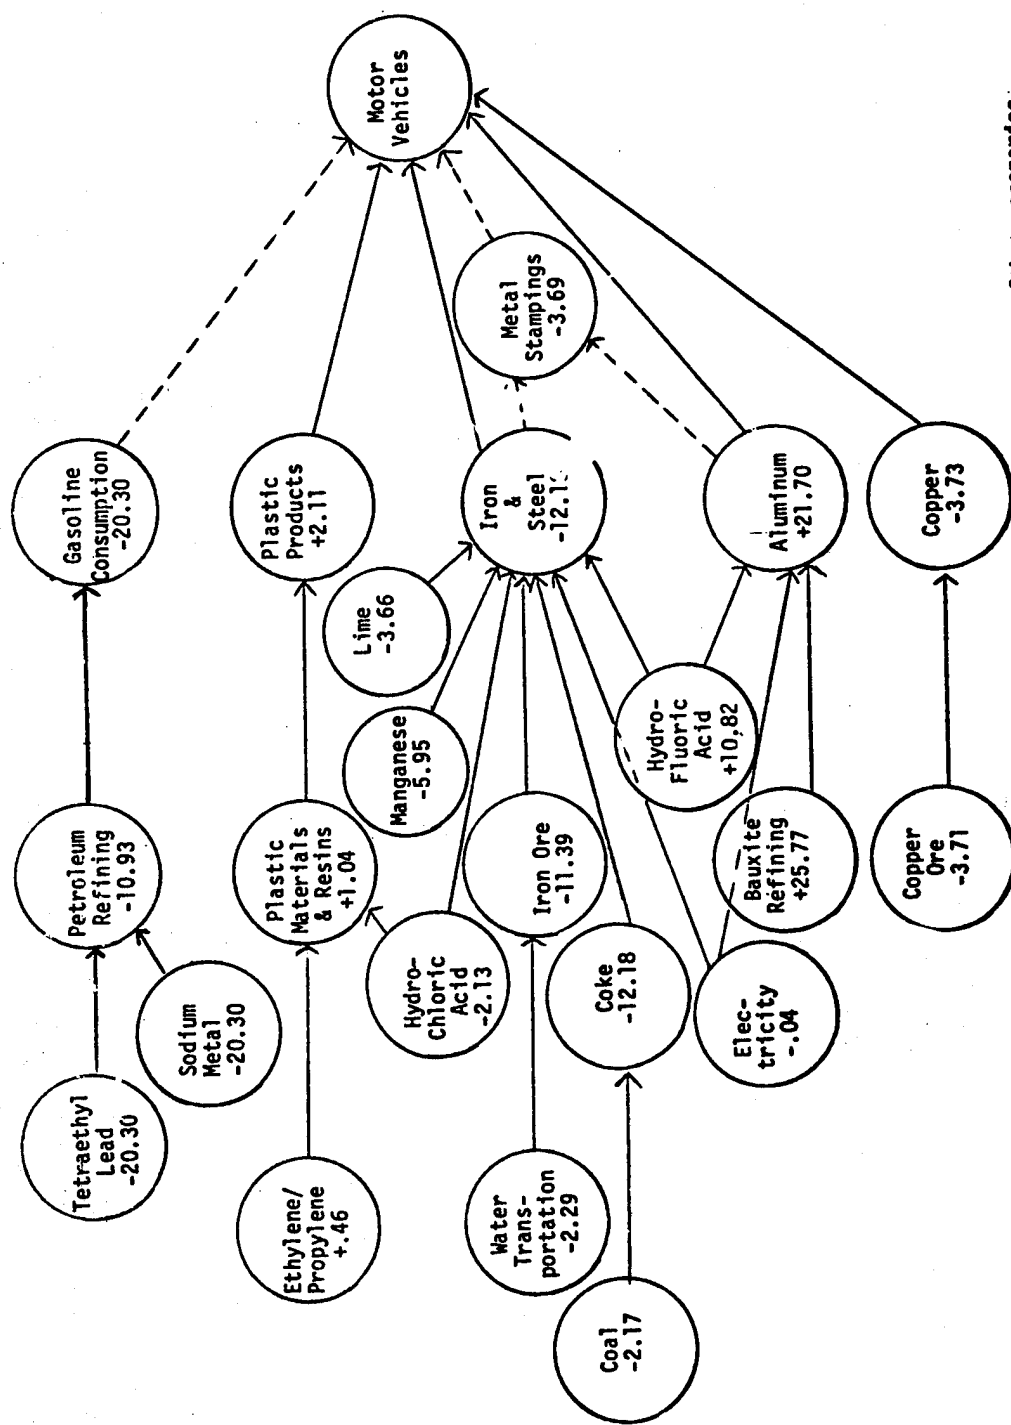 Tetraethyl
Lead
-20.30
Sodium
Metal
-20.30
Petroleum
Refining
-10.93
Gasoline
Consumption
-20.30
Motor
Vehicles
Ethylene/
Propylene
+.46
Plastic
Materials
& Resins
+1.04
Plastic
Products
+2.11
Hydro-
Chloric
Acid
-2.13
Manganese
-5.95
Lime
-3.66
Water
Trans-
portation
-2.29
Iron Ore
-11.39
Iron
&
Steel
Metal
Stampings
-3.69
Coal
-2.17
Coke
-12.18
Elec-
tricity
-.04
Hydro-
Fluoric
Acid
+10,82
Bauxite
Refining
+25.77
Aluminum
+21.70
Copper
Ore
-3.71
Copper
-3.73